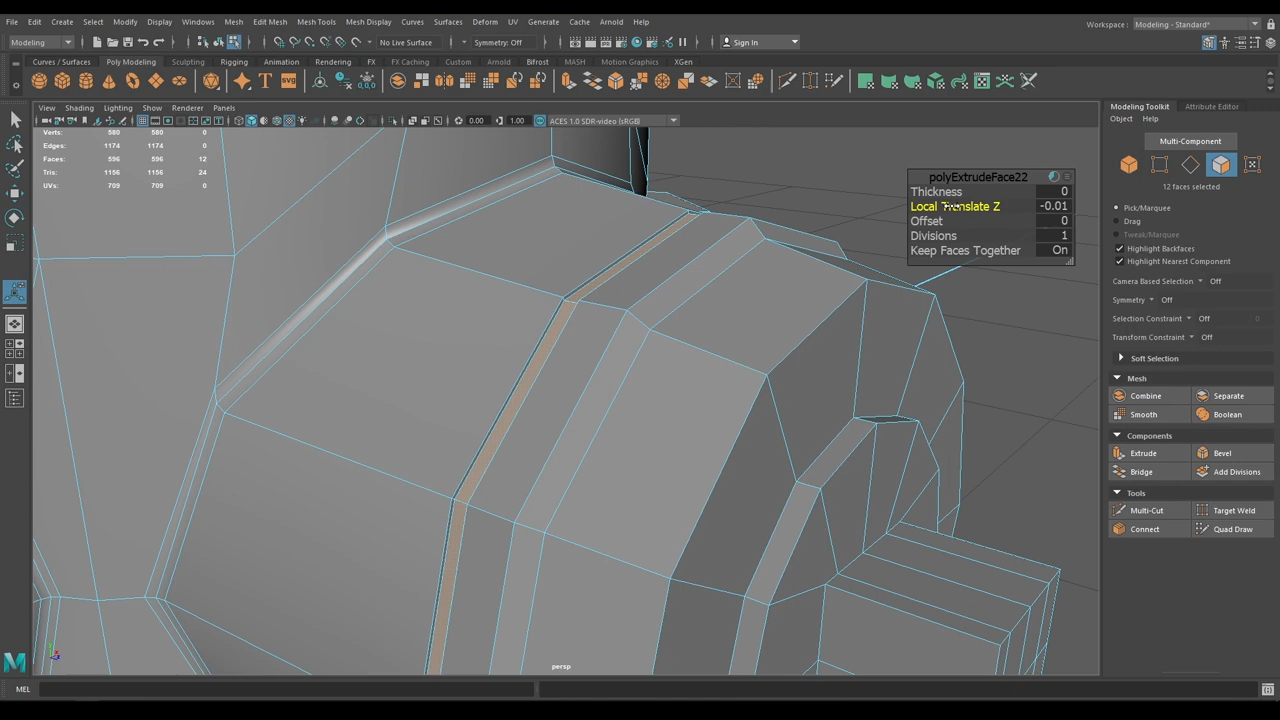 File Edit Create Select Modify Display Windows Mesh Edit Mesh Mesh Tools Mesh Display Curves Surfaces Deform UV Generate Cache Arnold Help
Workspace : Modeling - Standard*
Modeling
No Live Surface
Symmetry: Off
Sign In
Curves / Surfaces Poly Modeling Sculpting Rigging Animation Rendering FX FX Caching Custom Arnold Bifrost MASH Motion Graphics XGen
SVG
View Shading Lighting Show Renderer Panels
0.00 1.00 ACES 1.0 SDR-video (sRGB)
Verts: 580 580 0
Edges: 1174 1174 0
Faces: 596 596 12
Tris: 1156 1156 24
UVs: 709 709 0
polyExtrudeFace22
Thickness 0
Local Translate Z -0.01
Offset 0
Divisions 1
Keep Faces Together On
persp
Modeling Toolkit Attribute Editor
Object Help
Multi-Component
12 faces selected
Pick/Marquee
Drag
Tweak/Marquee
Highlight Backfaces
Highlight Nearest Component
Camera Based Selection Off
Symmetry Off
Selection Constraint Off
Transform Constraint Off
Soft Selection
Mesh
Combine Separate
Smooth Boolean
Components
Extrude Bevel
Bridge Add Divisions
Tools
Multi-Cut Target Weld
Connect Quad Draw
MEL